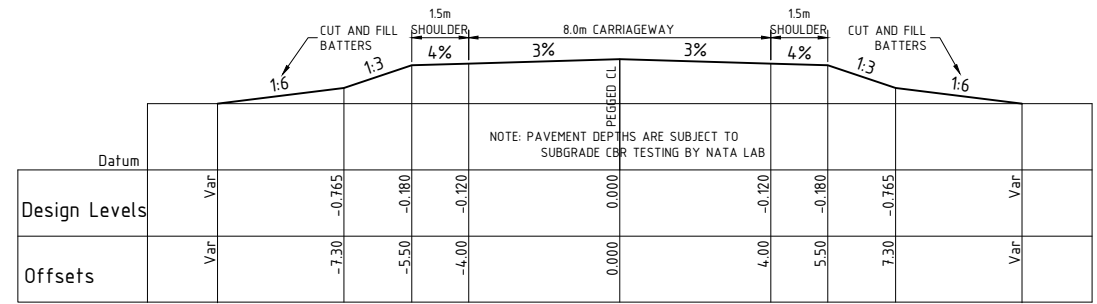 1.5m
SHOULDER
8.0m CARRIAGEWAY
1.5m
SHOULDER
CUT AND FILL
BATTERS
CUT AND FILL
BATTERS
1:6
1:3
4%
3%
3%
4%
1:3
1:6
PEGGED CL
NOTE: PAVEMENT DEPTHS ARE SUBJECT TO
SUBGRADE CBR TESTING BY NATA LAB
Datum
Design Levels
Var
-0.765
-0.180
-0.120
0.000
-0.120
-0.180
-0.765
Var
Offsets
Var
-7.30
-5.50
-4.00
0.000
4.00
5.50
7.30
Var